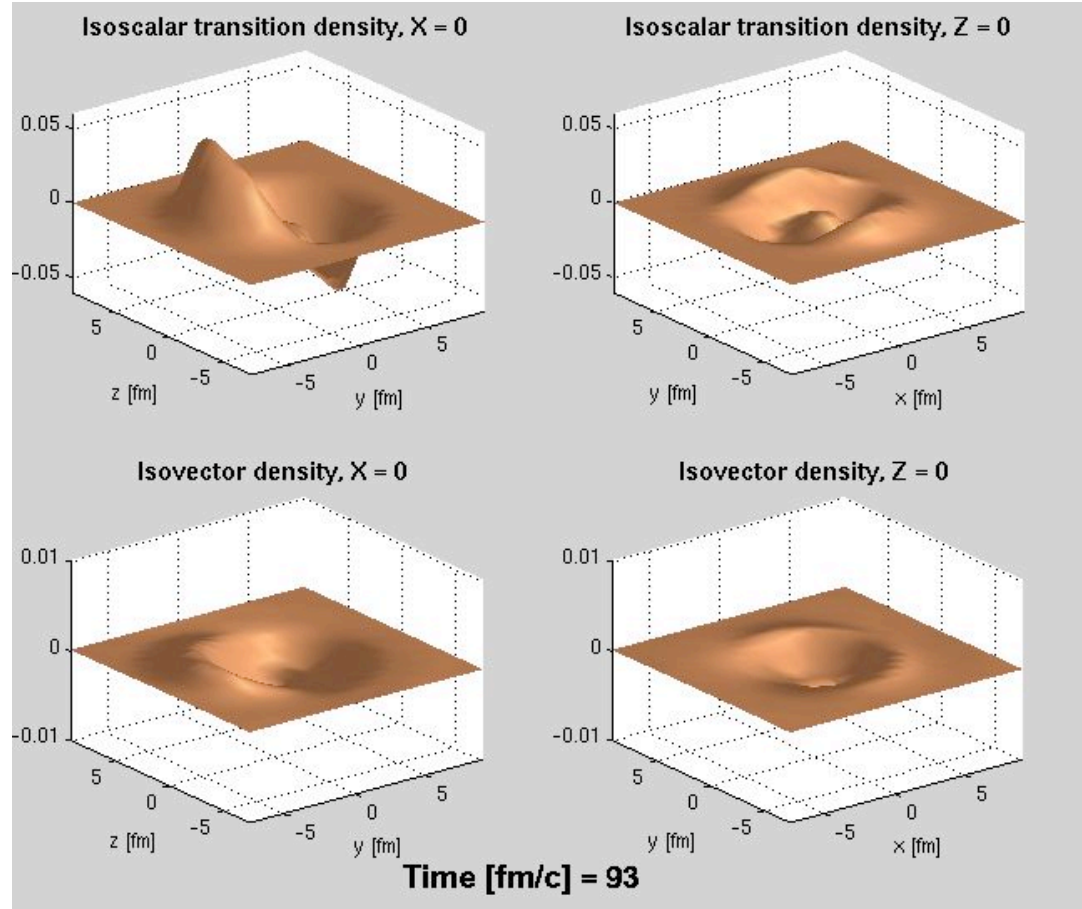 Isoscalar transition density, X = 0
0.05
0
-0.05
5
0
-5
z [fm]
-5
0
5
y [fm]
Isoscalar transition density, Z = 0
0.05
0
-0.05
5
0
-5
y [fm]
-5
0
5
x [fm]
Isovector density, X = 0
0.01
0
-0.01
5
0
-5
z [fm]
-5
0
5
y [fm]
Isovector density, Z = 0
0.01
0
-0.01
5
0
-5
y [fm]
-5
0
5
x [fm]
Time [fm/c] = 93